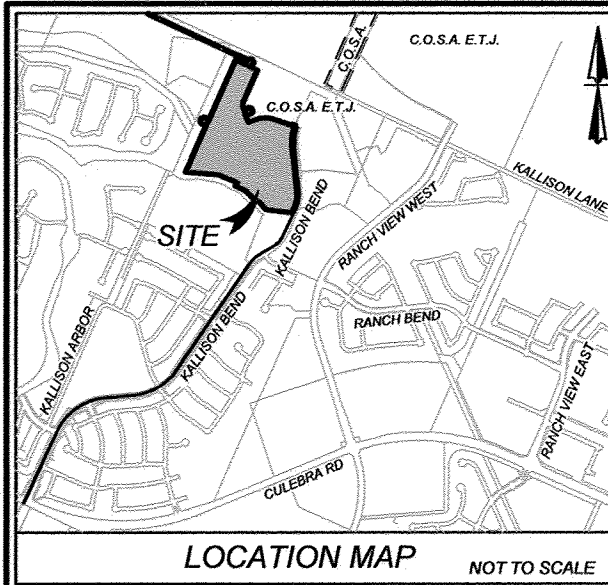 C.O.S.A. E.T.J.
C.O.S.A.
C.O.S.A. E.T.J.
KALLISON LANE
SITE
KALLISON BEND
RANCH VIEW WEST
KALLISON ARBOR
KALLISON BEND
RANCH BEND
RANCH VIEW EAST
CULEBRA RD
LOCATION MAP
NOT TO SCALE